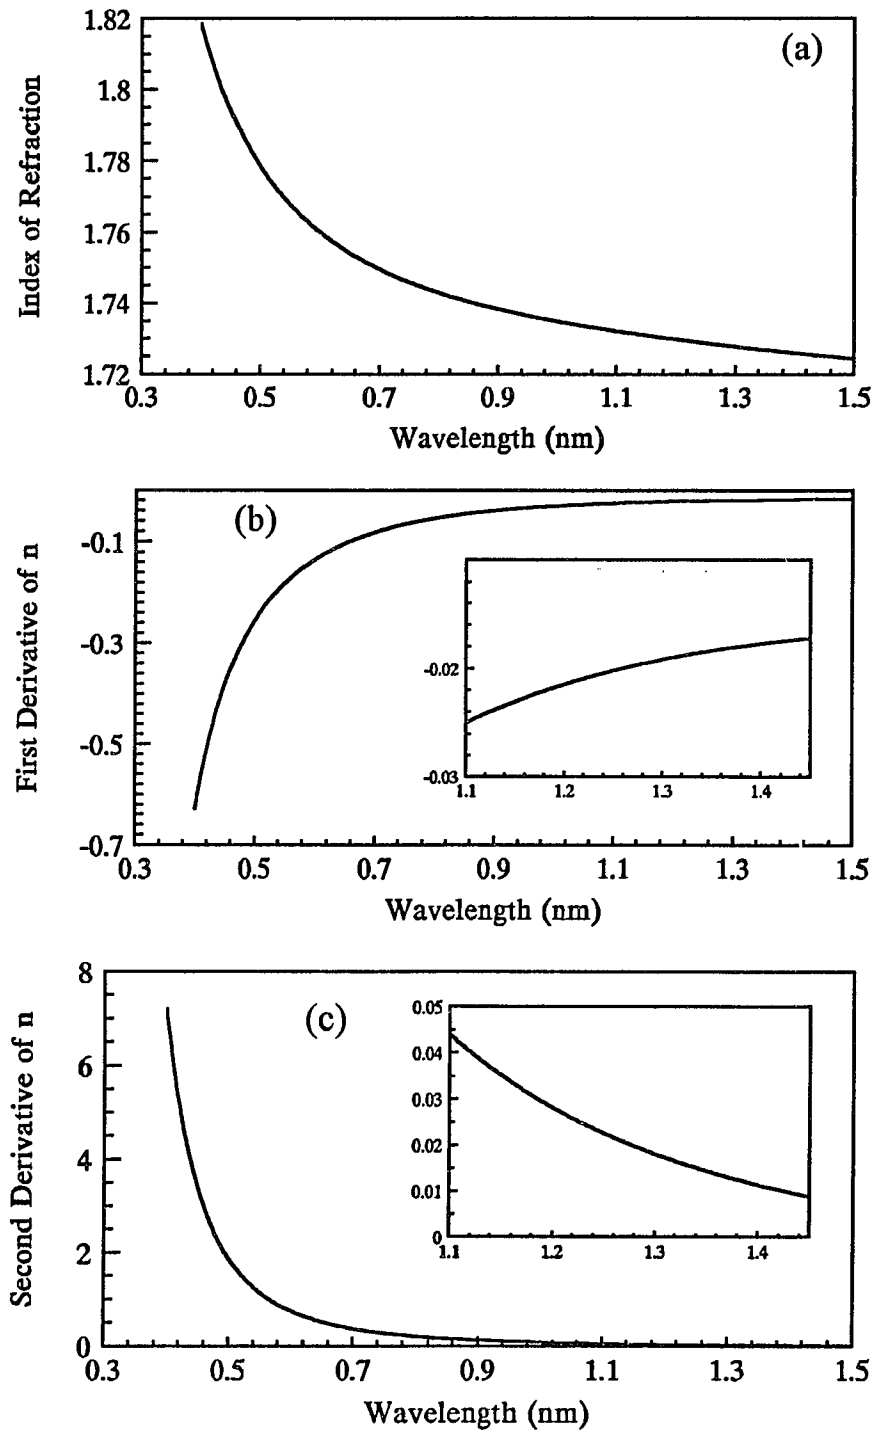 (a)
Index of Refraction
1.82
1.8
1.78
1.76
1.74
1.72
0.3 0.5 0.7 0.9 1.1 1.3 1.5
Wavelength (nm)
(b)
First Derivative of n
-0.1
-0.3
-0.5
-0.7
-0.02
-0.03
1.1 1.2 1.3 1.4
0.3 0.5 0.7 0.9 1.1 1.3 1.5
Wavelength (nm)
(c)
Second Derivative of n
8
6
4
2
0
0.05
0.04
0.03
0.02
0.01
0
1.1 1.2 1.3 1.4
0.3 0.5 0.7 0.9 1.1 1.3 1.5
Wavelength (nm)